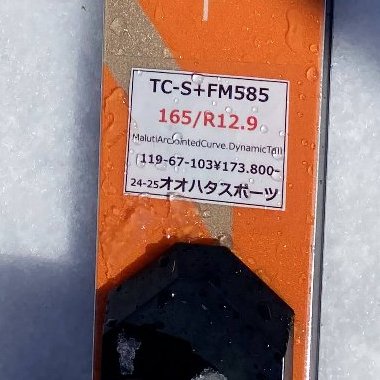 TC-S+FM585
165/R12.9
MalutiArcointedCurve.DynamicTail
119-67-103¥173.800-
24-25オオハタスポーツ